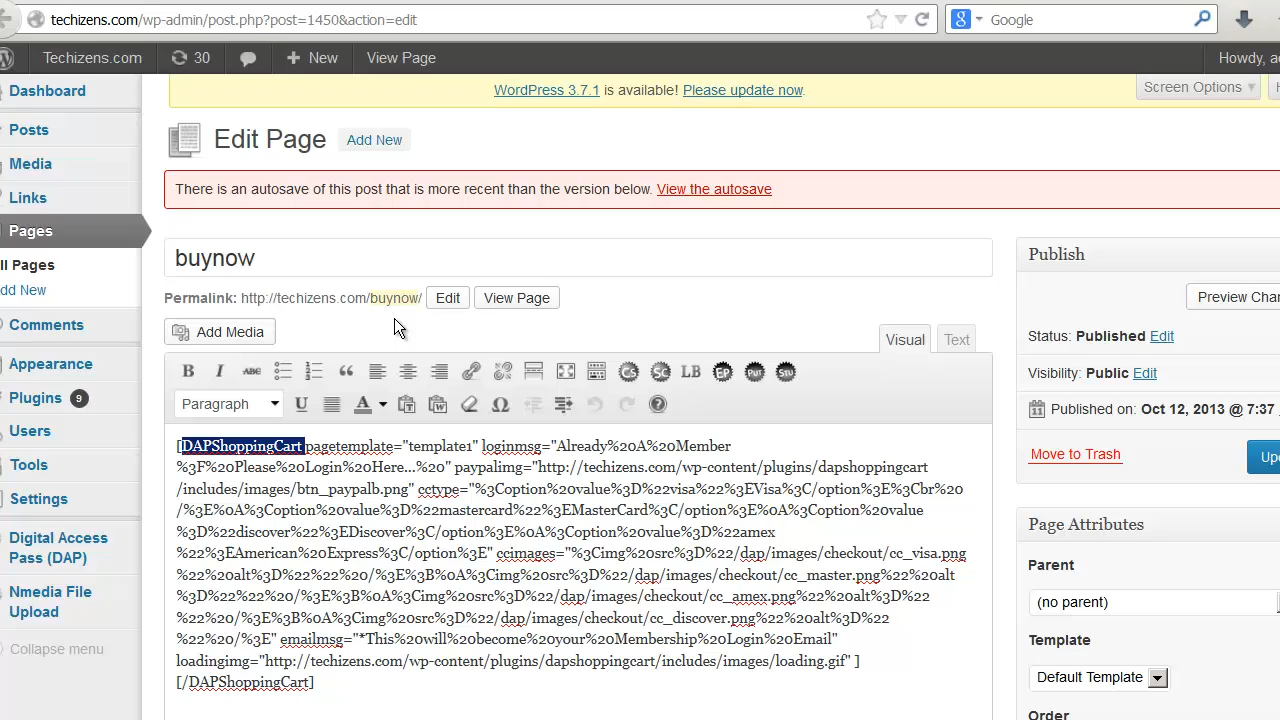 techizens.com/wp-admin/post.php?post=1450&action=edit
Google
Techizens.com 30 New View Page Howdy,
Dashboard
Posts
Media
Links
Pages
ll Pages
dd New
Comments
Appearance
Plugins 9
Users
Tools
Settings
Digital Access
Pass (DAP)
Nmedia File
Upload
Collapse menu
WordPress 3.7.1 is available! Please update now.
Screen Options
Edit Page Add New
There is an autosave of this post that is more recent than the version below. View the autosave
buynow
Permalink: http://techizens.com/buynow/ Edit View Page
Add Media
Visual Text
B I ABC LB EP PUT STU
Paragraph U A
[DAPShoppingCart pagetemplate="template1" loginmsg="Already%20A%20Member
%3F%20Please%20Login%20Here...%20" paypalimg="http://techizens.com/wp-content/plugins/dapshoppingcart
/includes/images/btn_paypalb.png" cctype="%3Coption%20value%3D%22visa%22%3EVisa%3C/option%3E%3Cbr%20
/%3E%0A%3Coption%20value%3D%22mastercard%22%3EMasterCard%3C/option%3E%0A%3Coption%20value
%3D%22discover%22%3EDiscover%3C/option%3E%0A%3Coption%20value%3D%22amex
%22%3EAmerican%20Express%3C/option%3E" ccimages="%3Cimg%20src%3D%22/dap/images/checkout/cc_visa.png
%22%20alt%3D%22%22%20/%3E%3B%0A%3Cimg%20src%3D%22/dap/images/checkout/cc_master.png%22%20alt
%3D%22%22%20/%3E%3B%0A%3Cimg%20src%3D%22/dap/images/checkout/cc_amex.png%22%20alt%3D%22
%22%20/%3E%3B%0A%3Cimg%20src%3D%22/dap/images/checkout/cc_discover.png%22%20alt%3D%22
%22%20/%3E" emailmsg="*This%20will%20become%20your%20Membership%20Login%20Email"
loadingimg="http://techizens.com/wp-content/plugins/dapshoppingcart/includes/images/loading.gif" ]
[/DAPShoppingCart]
Publish
Preview Chan
Status: Published Edit
Visibility: Public Edit
Published on: Oct 12, 2013 @ 7:37
Move to Trash Up
Page Attributes
Parent
(no parent)
Template
Default Template
Order